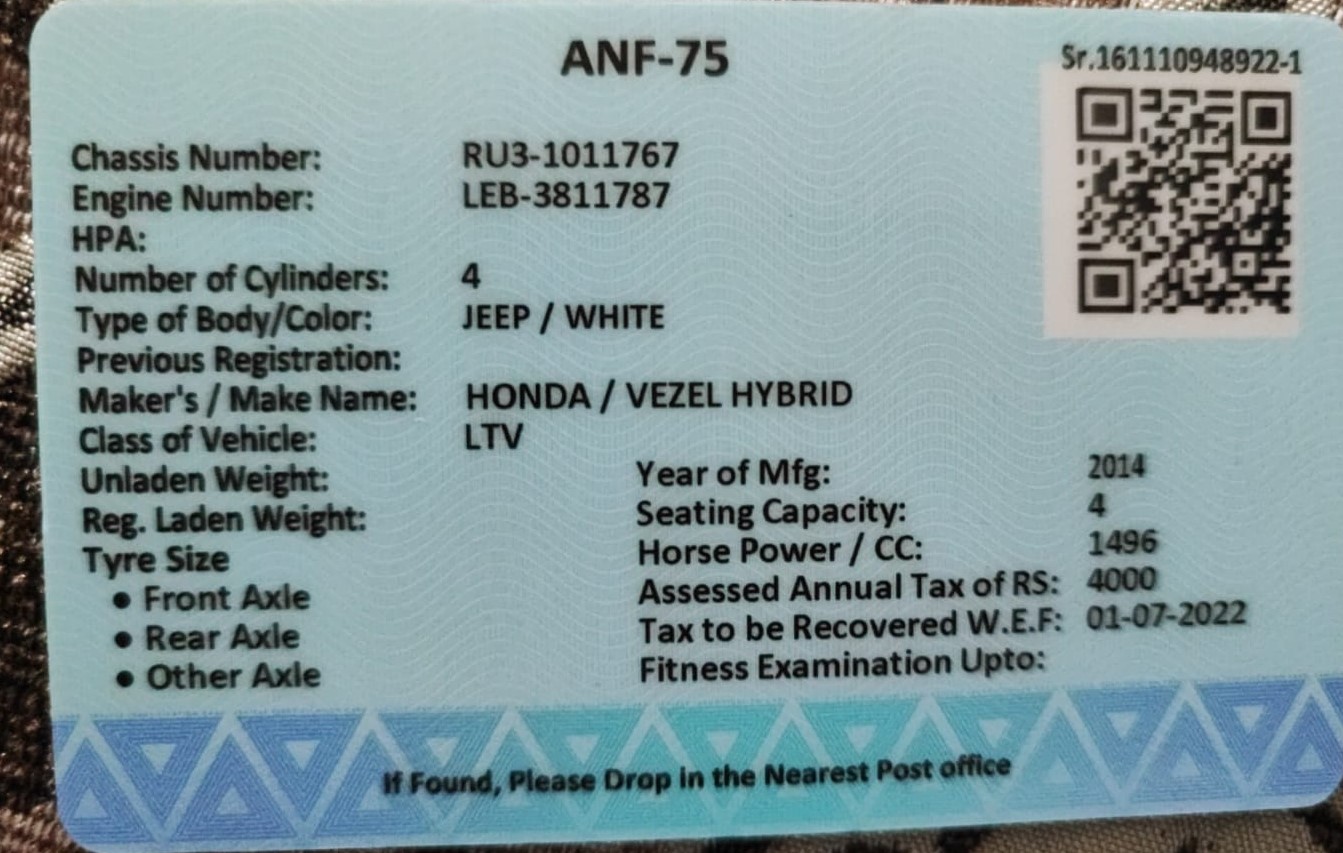 ANF-75
Sr.161110948922-1
Chassis Number: RU3-1011767
Engine Number: LEB-3811787
HPA:
Number of Cylinders: 4
Type of Body/Color: JEEP / WHITE
Previous Registration:
Maker's / Make Name: HONDA / VEZEL HYBRID
Class of Vehicle: LTV
Unladen Weight:
Reg. Laden Weight:
Tyre Size
• Front Axle
• Rear Axle
• Other Axle
Year of Mfg: 2014
Seating Capacity: 4
Horse Power / CC: 1496
Assessed Annual Tax of RS: 4000
Tax to be Recovered W.E.F: 01-07-2022
Fitness Examination Upto:
If Found, Please Drop in the Nearest Post office